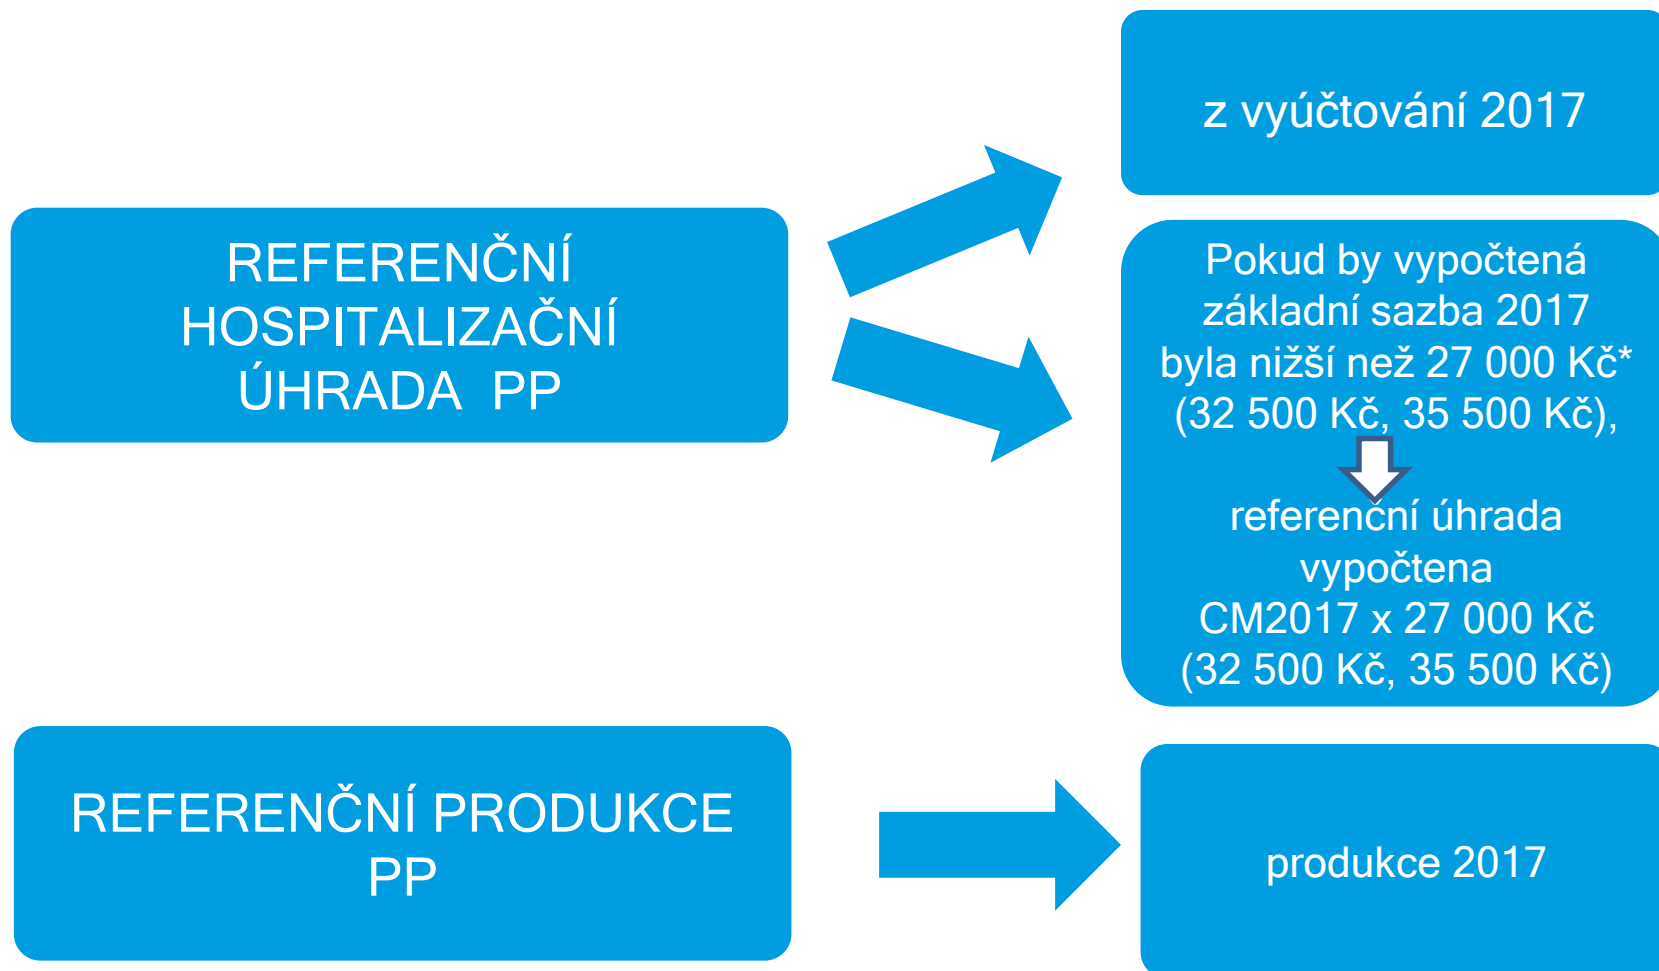 REFERENČNÍ
HOSPITALIZAČNÍ
ÚHRADA  PP
z vyúčtování 2017
Pokud by vypočtená
základní sazba 2017
byla nižší než 27 000 Kč*
(32 500 Kč, 35 500 Kč),
referenční úhrada
vypočtena
CM2017 x 27 000 Kč
(32 500 Kč, 35 500 Kč)
REFERENČNÍ PRODUKCE
PP
produkce 2017